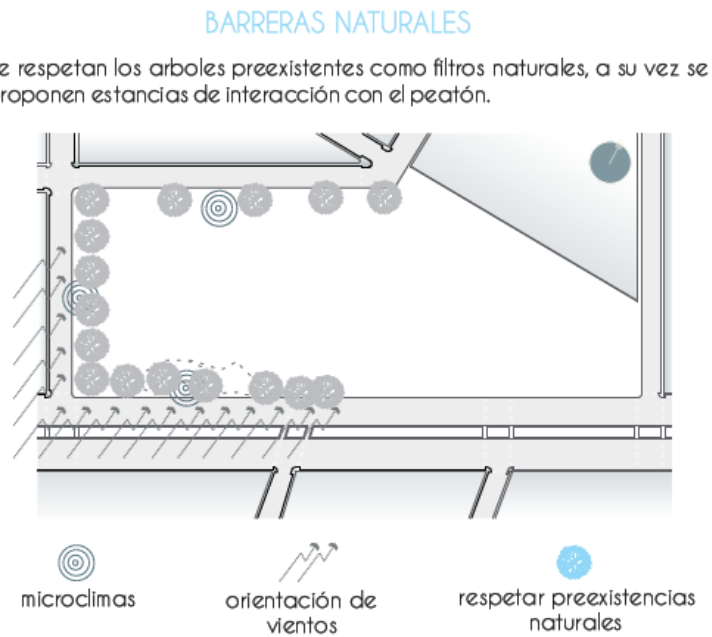 BARRERAS NATURALES
e respetan los arboles preexistentes como filtros naturales, a su vez se
roponen estancias de interacción con el peatón.
microclimas
orientación de
vientos
respetar preexistencias
naturales